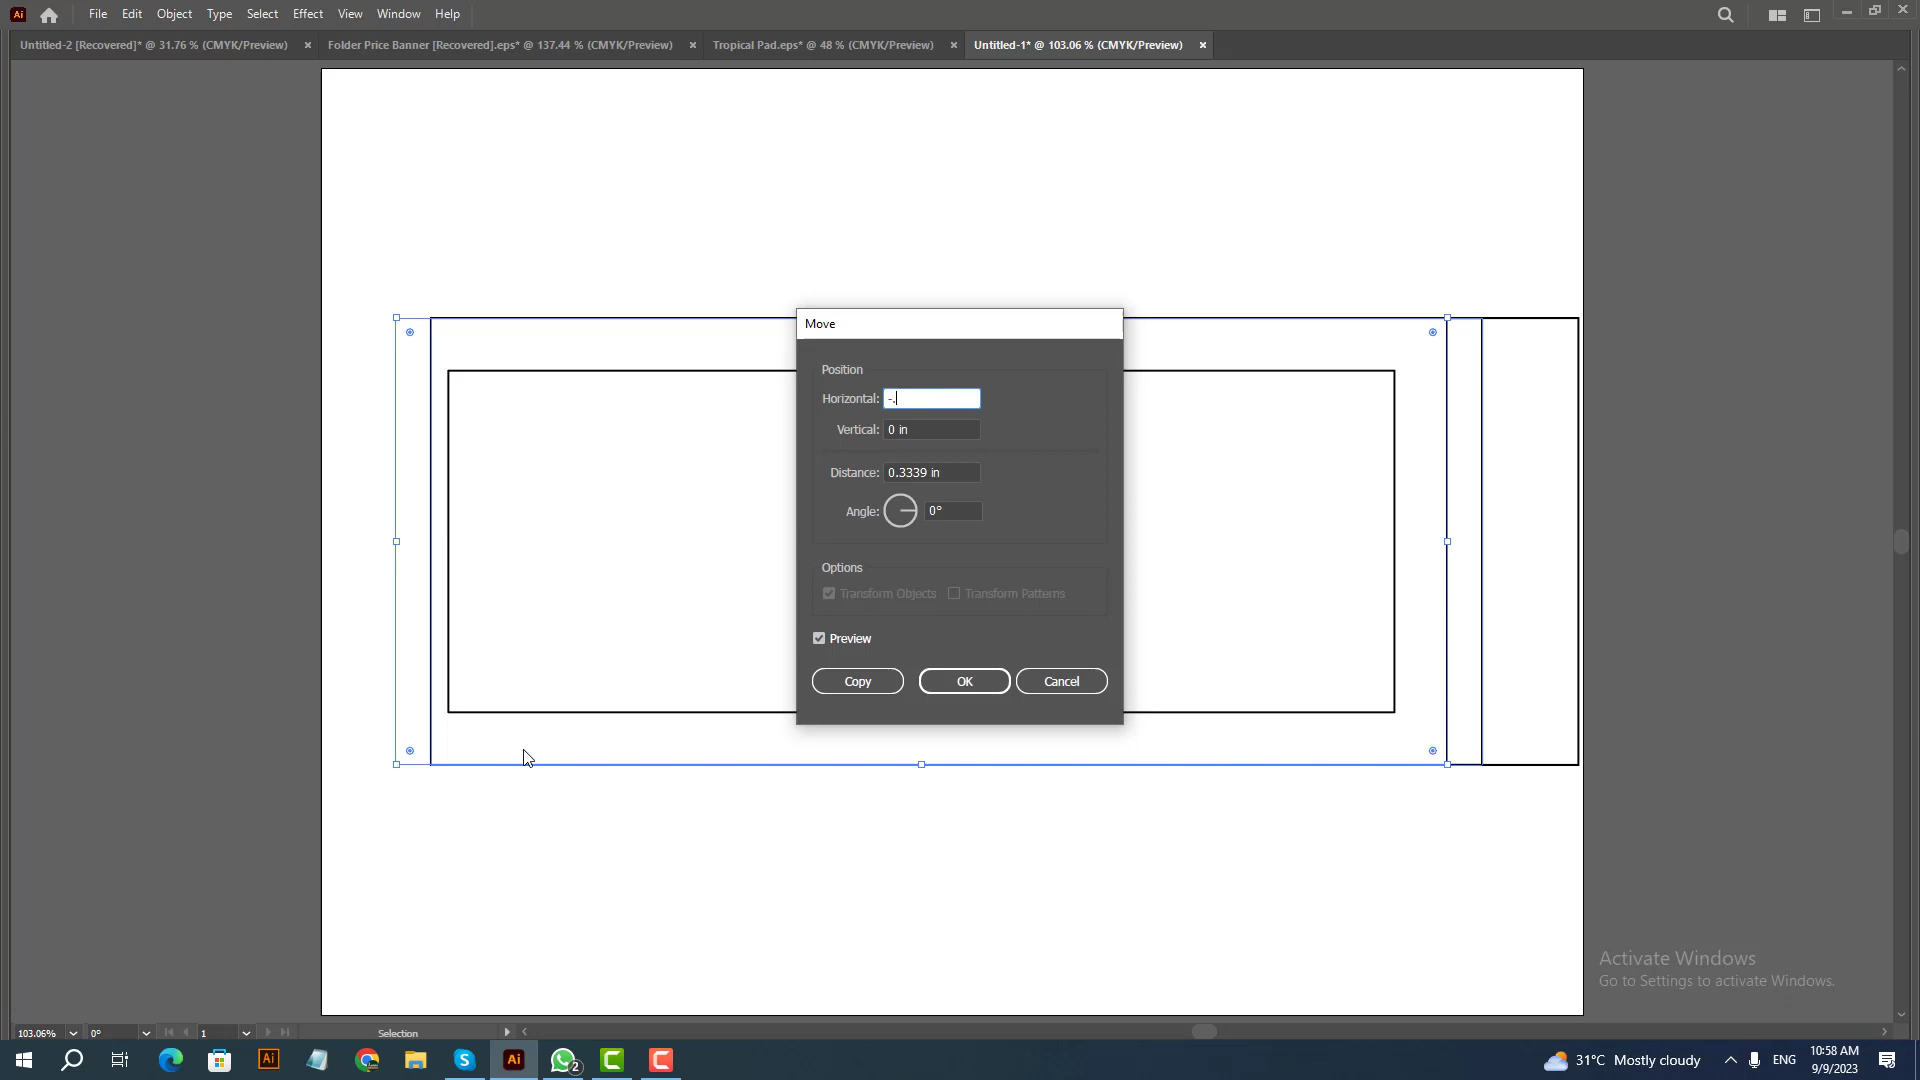 Ai File Edit Object Type Select Effect View Window Help
Untitled-2 [Recovered]* @ 31.76 % (CMYK/Preview) × Folder Price Banner [Recovered].eps* @ 137.44 % (CMYK/Preview) × Tropical Pad.eps* @ 48 % (CMYK/Preview) × Untitled-1* @ 103.06 % (CMYK/Preview) ×
Move
Position
Horizontal: -.
Vertical: 0 in
Distance: 0.3339 in
Angle: 0°
Options
Transform Objects Transform Patterns
Preview
Copy OK Cancel
Activate Windows
Go to Settings to activate Windows.
103.06% 0° 1 Selection
Ai Ai 2 31°C Mostly cloudy ENG 10:58 AM
9/9/2023